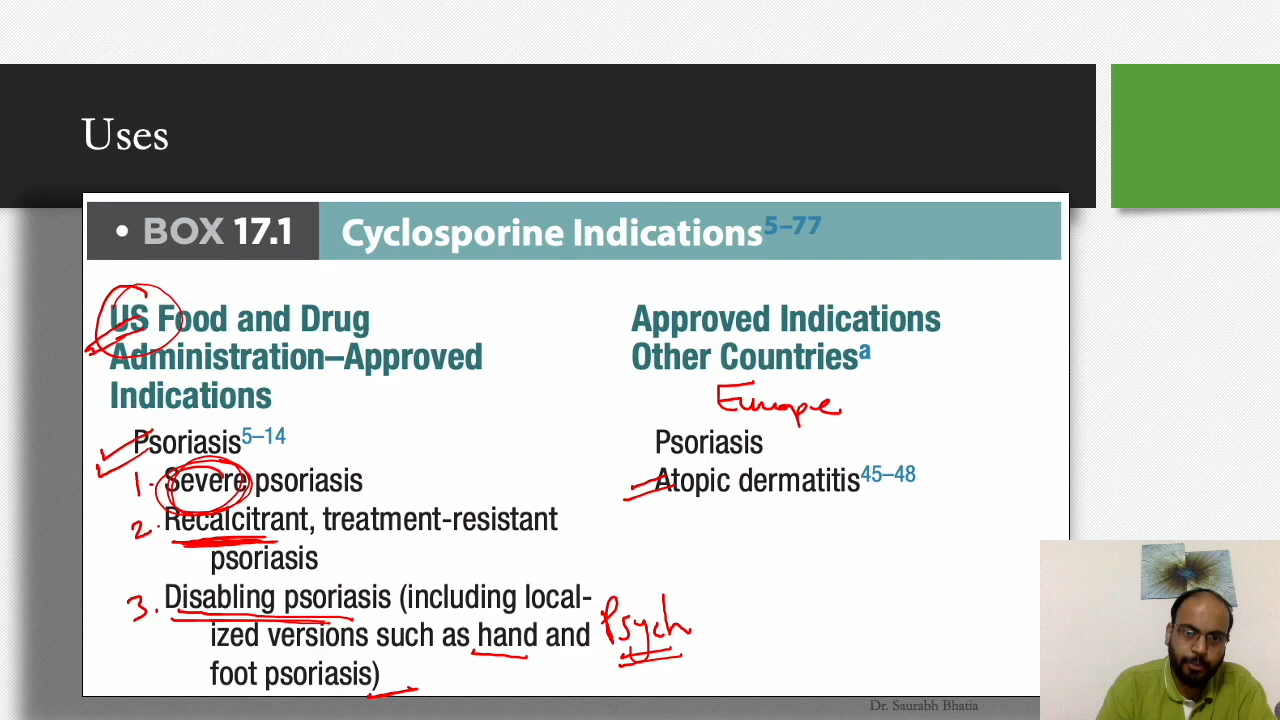 Uses
• BOX 17.1 Cyclosporine Indications5–77
US Food and Drug
Administration–Approved
Indications
Psoriasis5–14
1. Severe psoriasis
2. Recalcitrant, treatment-resistant
psoriasis
3. Disabling psoriasis (including local-
ized versions such as hand and
foot psoriasis)
Psych
Approved Indications
Other Countriesa
Europe
Psoriasis
Atopic dermatitis45–48
Dr. Saurabh Bhatia